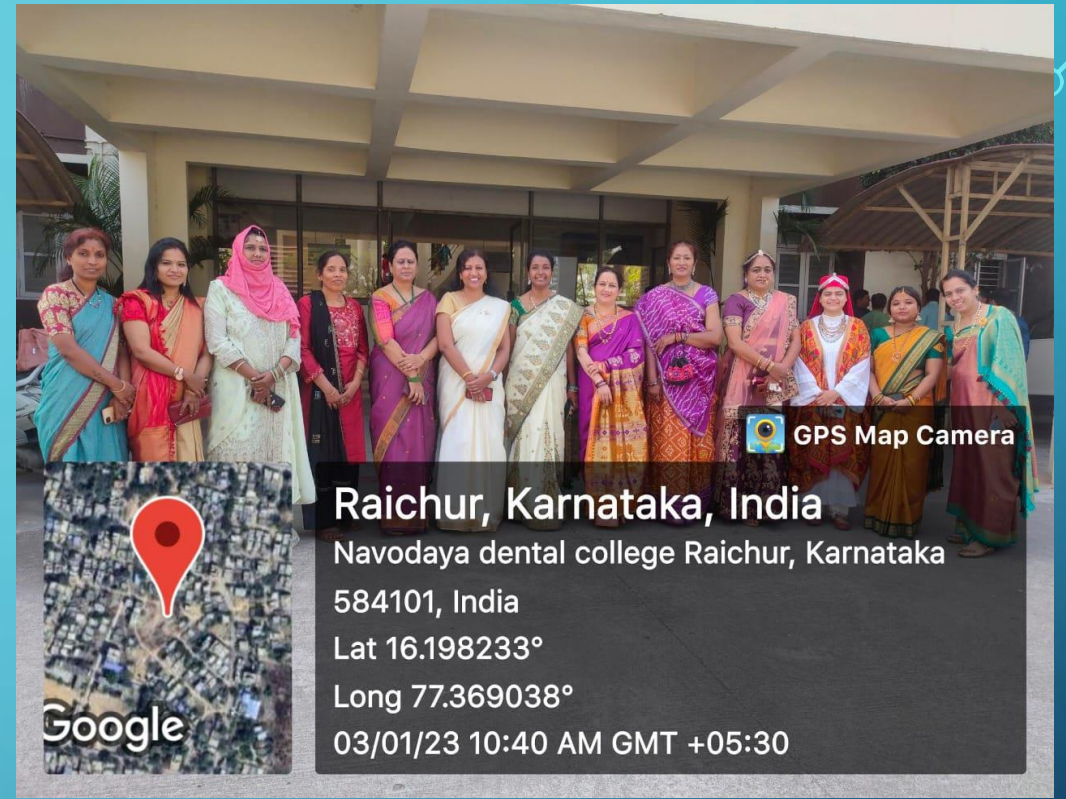 GPS Map Camera
Raichur, Karnataka, India
Navodaya dental college Raichur, Karnataka
584101, India
Lat 16.198233°
Long 77.369038°
03/01/23 10:40 AM GMT +05:30
Google